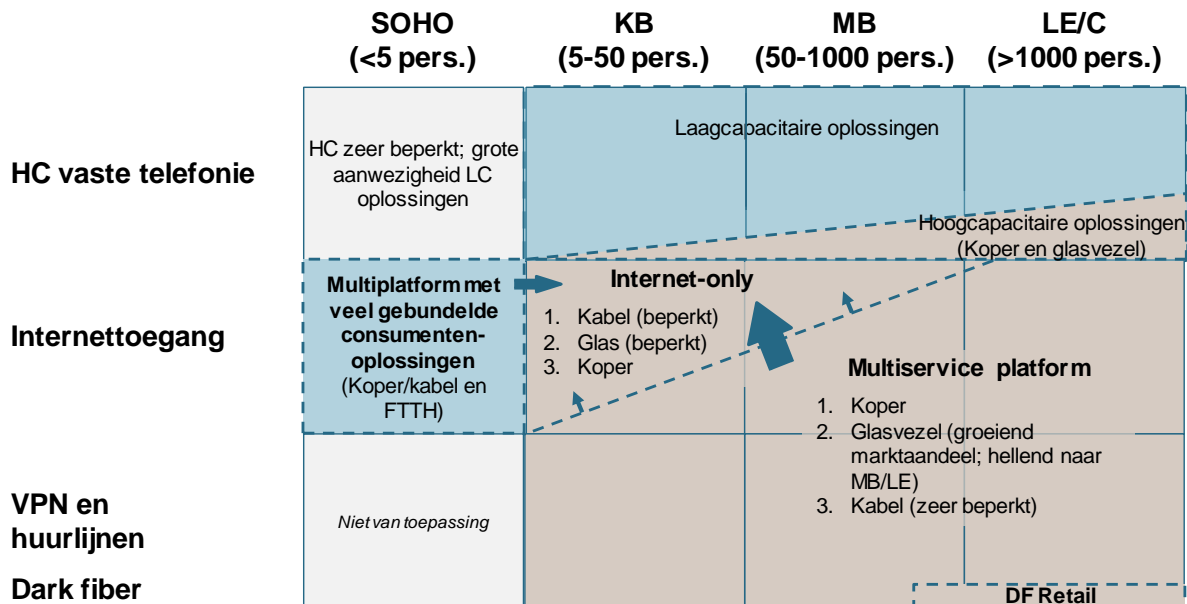 SOHO
(<5 pers.)
KB
(5-50 pers.)
MB
(50-1000 pers.)
LE/C
(>1000 pers.)
HC vaste telefonie
HC zeer beperkt; grote
aanwezigheid LC
oplossingen
Laagcapacitaire oplossingen
Hoogcapacitaire oplossingen
(Koper en glasvezel)
Internettoegang
Multiplatform met
veel gebundelde
consumenten-
oplossingen
(Koper/kabel en
FTTH)
Internet-only
1. Kabel (beperkt)
2. Glas (beperkt)
3. Koper
Multiservice platform
1. Koper
2. Glasvezel (groeiend
marktaandeel; hellend naar
MB/LE)
3. Kabel (zeer beperkt)
VPN en
huurlijnen
Niet van toepassing
Dark fiber
DF Retail